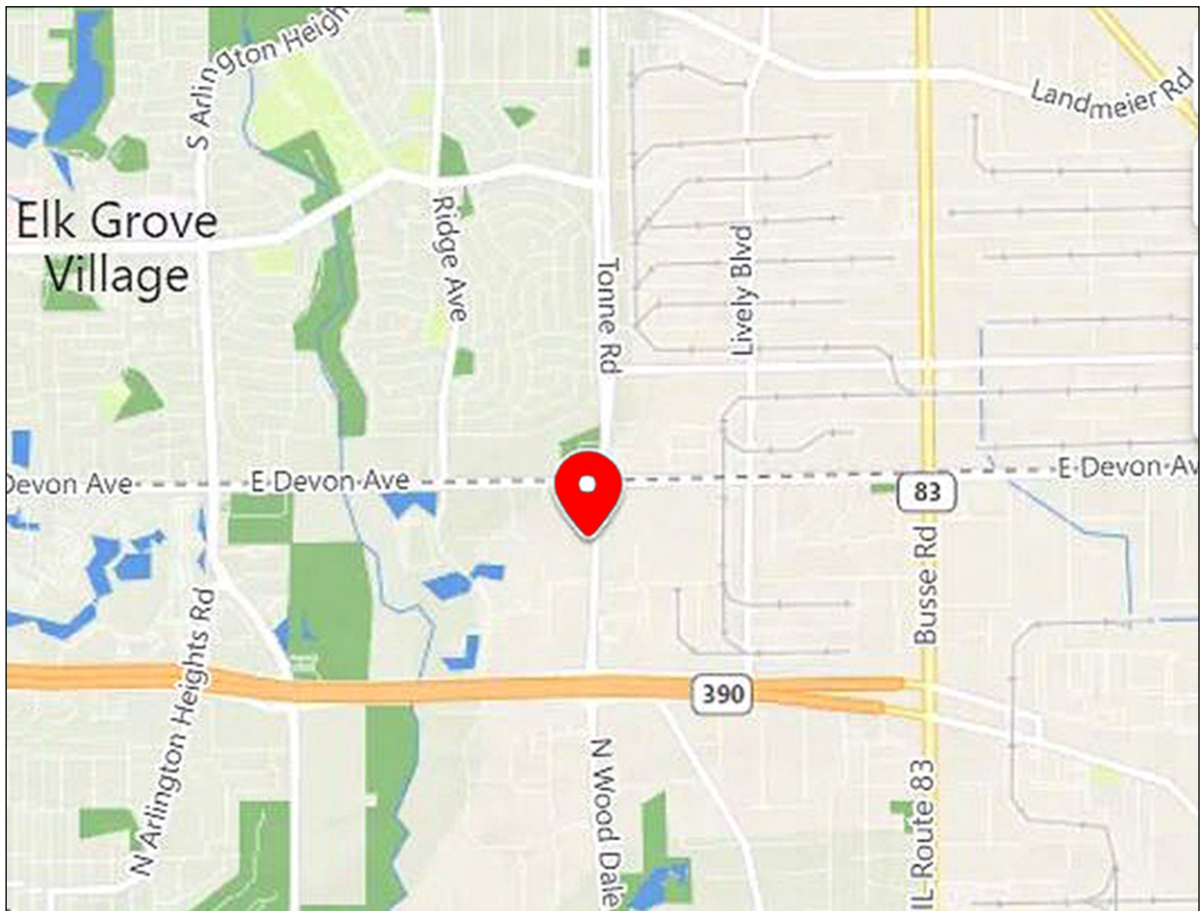 S Arlington Heigh
Landmeier Rd
Elk Grove
Village
Ridge Ave
Tonne Rd
Lively Blvd
Devon Ave
E Devon Ave
E Devon Av
83
N Arlington Heights Rd
Busse Rd
390
N Wood Dale
IL Route 83